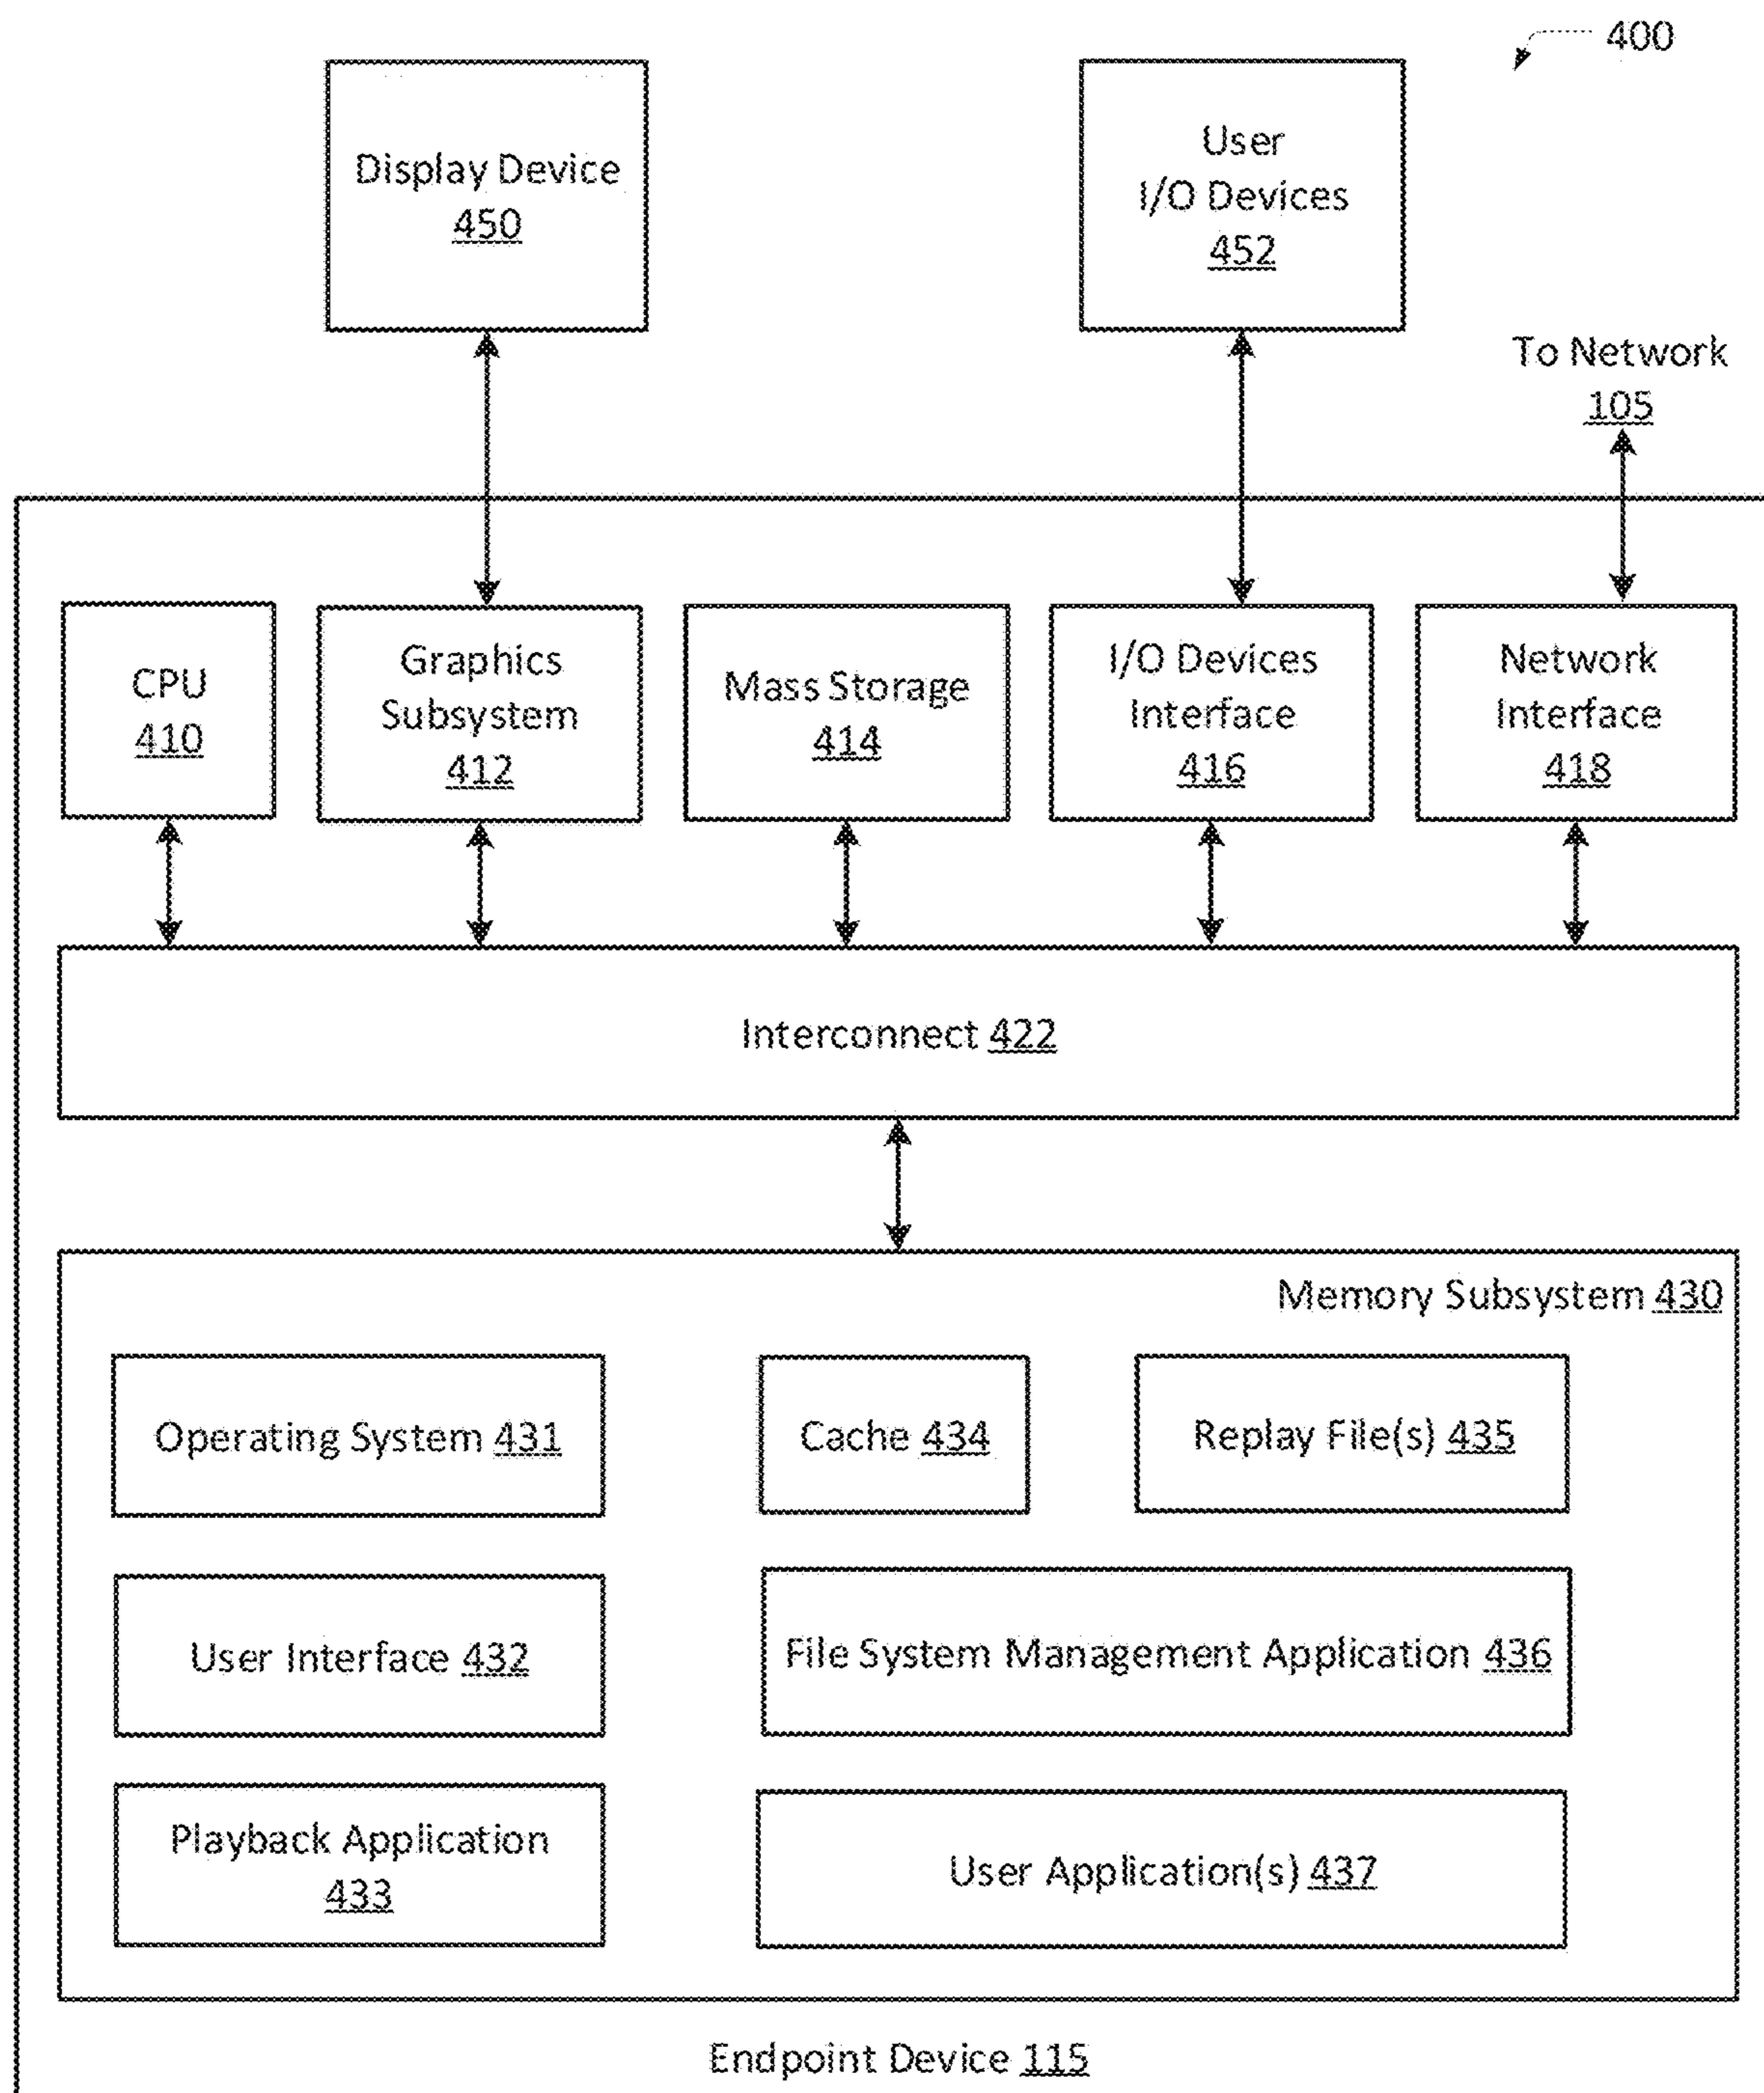 400
Display Device
450
User
I/O Devices
452
To Network
105
CPU
410
Graphics
Subsystem
412
Mass Storage
414
I/O Devices
Interface
416
Network
Interface
418
Interconnect 422
Memory Subsystem 430
Operating System 431
Cache 434
Replay File(s) 435
User Interface 432
File System Management Application 436
Playback Application
433
User Application(s) 437
Endpoint Device 115